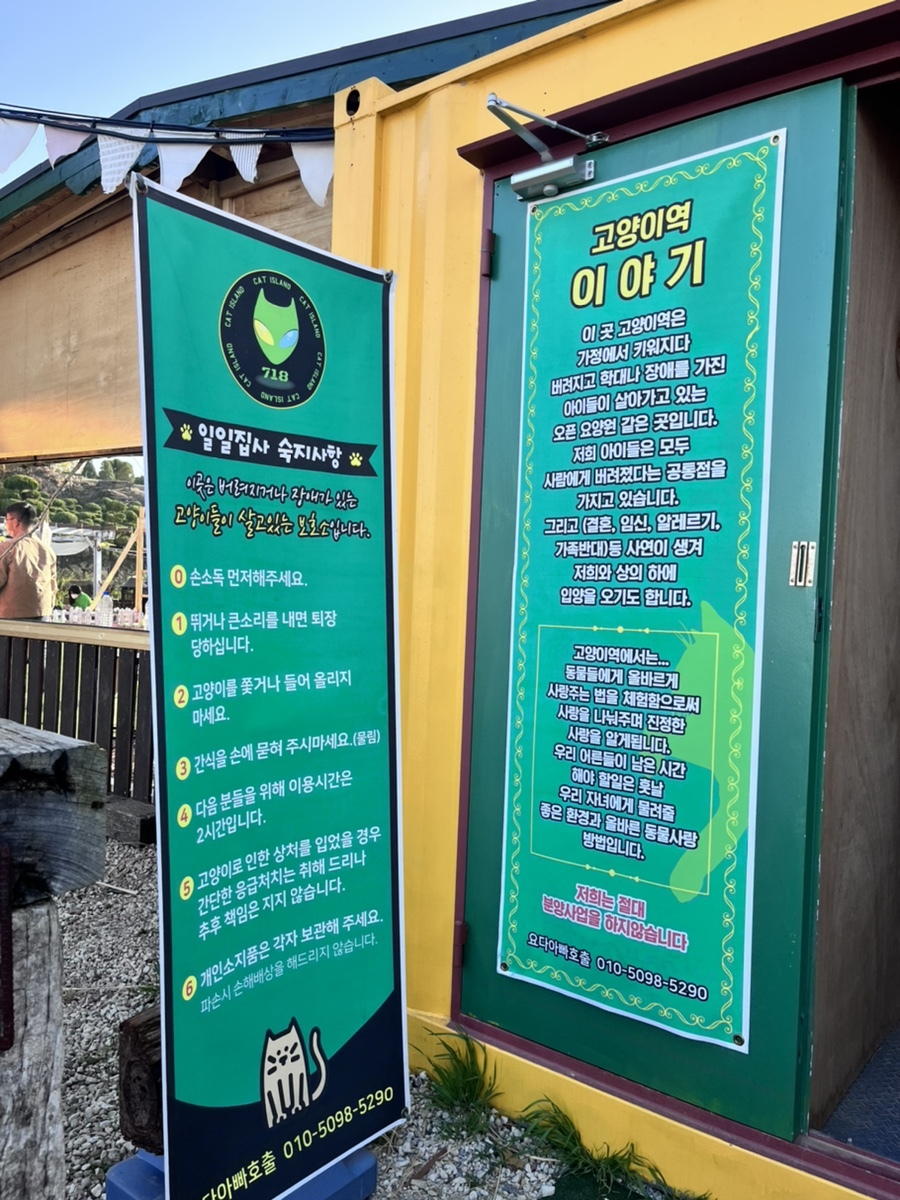 CAT ISLAND CAT ISLAND CAT ISLAND CAT ISLAND CAT ISLAND
718
일일집사 숙지사항
이곳은 버려지거나 장애가 있는
고양이들이 살고있는 보호소입니다.
0 손소독 먼저해주세요.
1 뛰거나 큰소리를 내면 퇴장
당하십니다.
2 고양이를 쫓거나 들어 올리지
마세요.
3 간식을 손에 묻혀 주시마세요.(물림)
4 다음 분들을 위해 이용시간은
2시간입니다.
5 고양이로 인한 상처를 입었을 경우
간단한 응급처치는 취해 드리나
추후 책임은 지지 않습니다.
6 개인소지품은 각자 보관해 주세요.
파손시 손해배상을 해드리지 않습니다.
다아빠호출 010-5098-5290
고양이역
이야기
이 곳 고양이역은
가정에서 키워지다
버려지고 학대나 장애를 가진
아이들이 살아가고 있는
오픈 요양원 같은 곳입니다.
저희 아이들은 모두
사람에게 버려졌다는 공통점을
가지고 있습니다.
그리고 (결혼, 임신, 알레르기,
가족반대)등 사연이 생겨
저희와 상의 하에
입양을 오기도 합니다.
고양이역에서는...
동물들에게 올바르게
사랑주는 법을 체험함으로써
사랑을 나눠주며 진정한
사랑을 알게됩니다.
우리 어른들이 남은 시간
해야 할일은 훗날
우리 자녀에게 물려줄
좋은 환경과 올바른 동물사랑
방법입니다.
저희는 절대
분양사업을 하지않습니다
요다아빠호출 010-5098-5290